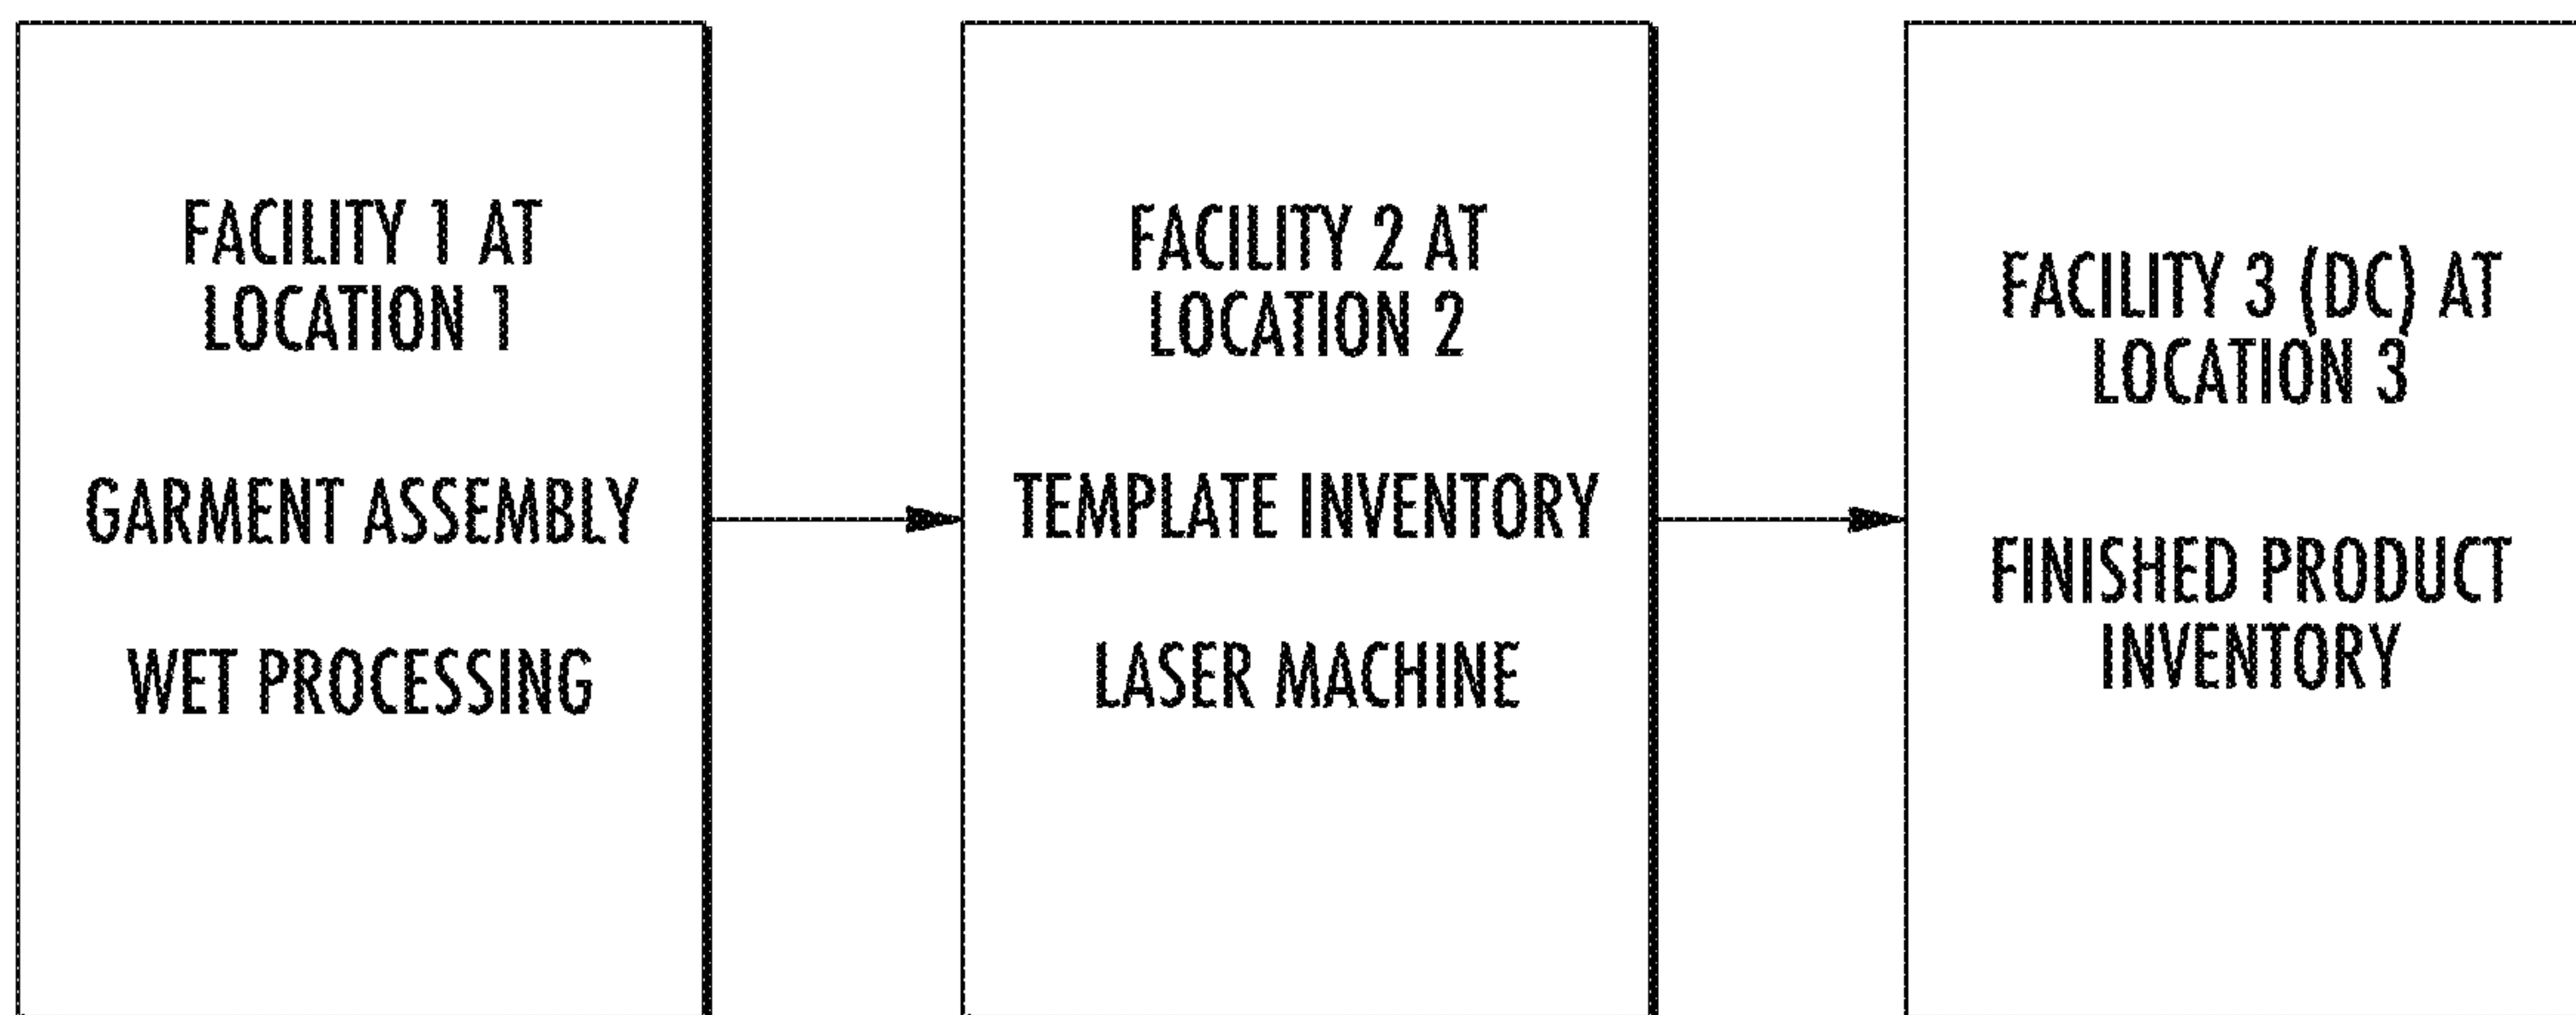 FACILITY 1 AT
LOCATION 1
GARMENT ASSEMBLY
WET PROCESSING
FACILITY 2 AT
LOCATION 2
TEMPLATE INVENTORY
LASER MACHINE
FACILITY 3 (DC) AT
LOCATION 3
FINISHED PRODUCT
INVENTORY